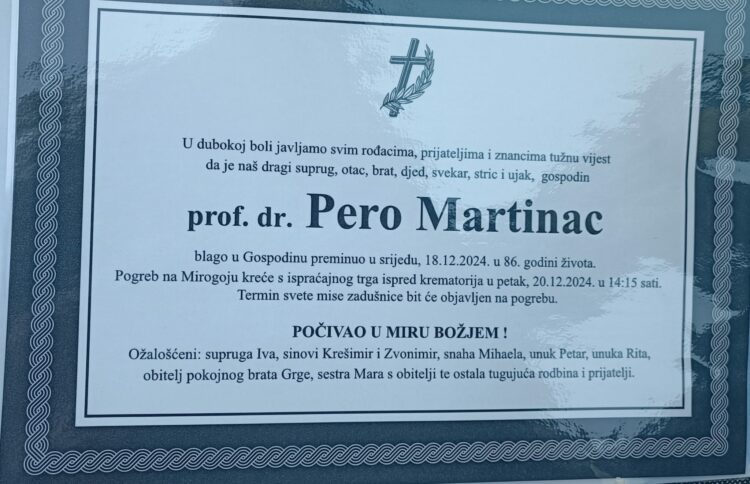 U dubokoj boli javljamo svim rođacima, prijateljima i znancima tužnu vijest
da je naš dragi suprug, otac, brat, djed, svekar, stric i ujak, gospodin
prof. dr. Pero Martinac
blago u Gospodinu preminuo u srijedu, 18.12.2024. u 86. godini života.
Pogreb na Mirogoju kreće s ispraćajnog trga ispred krematorija u petak, 20.12.2024. u 14:15 sati.
Termin svete mise zadušnice bit će objavljen na pogrebu.
POČIVAO U MIRU BOŽJEM !
Ožalošćeni: supruga Iva, sinovi Krešimir i Zvonimir, snaha Mihaela, unuk Petar, unuka Rita,
obitelj pokojnog brata Grge, sestra Mara s obitelji te ostala tugujuća rodbina i prijatelji.